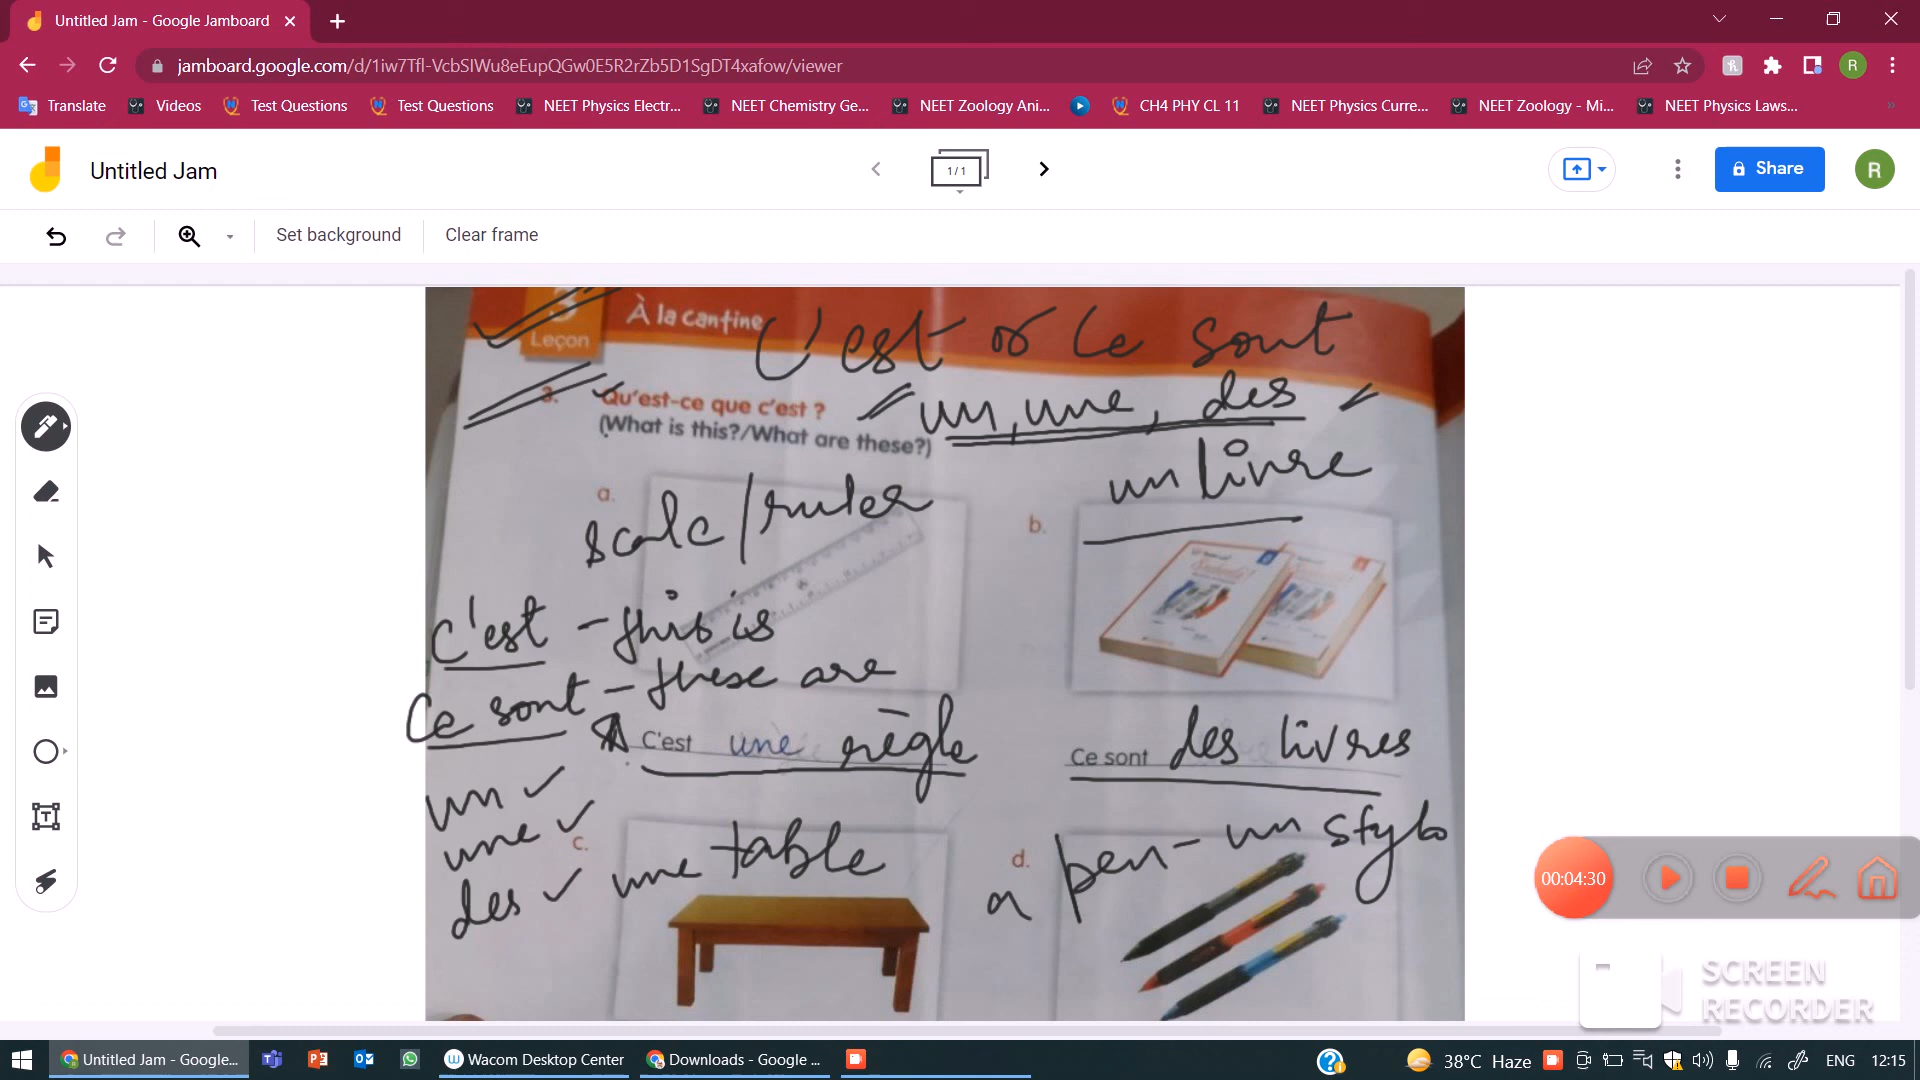 Untitled Jam - Google Jamboard
jamboard.google.com/d/1iw7Tfl-VcbSIWu8eEupQGw0E5R2rZb5D1SgDT4xafow/viewer
R
Translate Videos Test Questions Test Questions NEET Physics Electr... NEET Chemistry Ge... NEET Zoology Ani... CH4 PHY CL 11 NEET Physics Curre... NEET Zoology - Mi... NEET Physics Laws...
Untitled Jam
1 / 1
Share
R
Set background Clear frame
3
Leçon
À la cantine
C'est or Ce sont
3. Qu'est-ce que c'est ?
(What is this?/What are these?)
un, une, des
un livre
a.
scale/ruler
b.
C'est - this is
Ce sont - these are
C'est une règle
Ce sont des livres
un
une
des
c.
une table
d.
a pen - un stylo
00:04:30
SCREEN
RECORDER
Untitled Jam - Google...
Wacom Desktop Center
Downloads - Google ...
38°C Haze
ENG
12:15